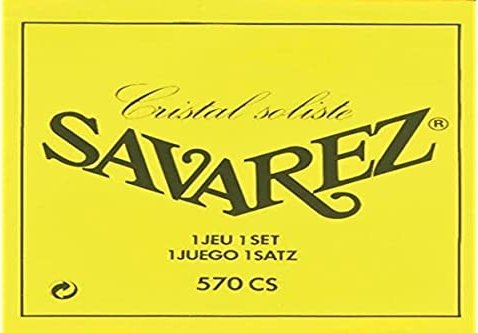 Cristal soliste
SAVAREZ®
1 JEU 1 SET
1 JUEGO 1 SATZ
570 CS